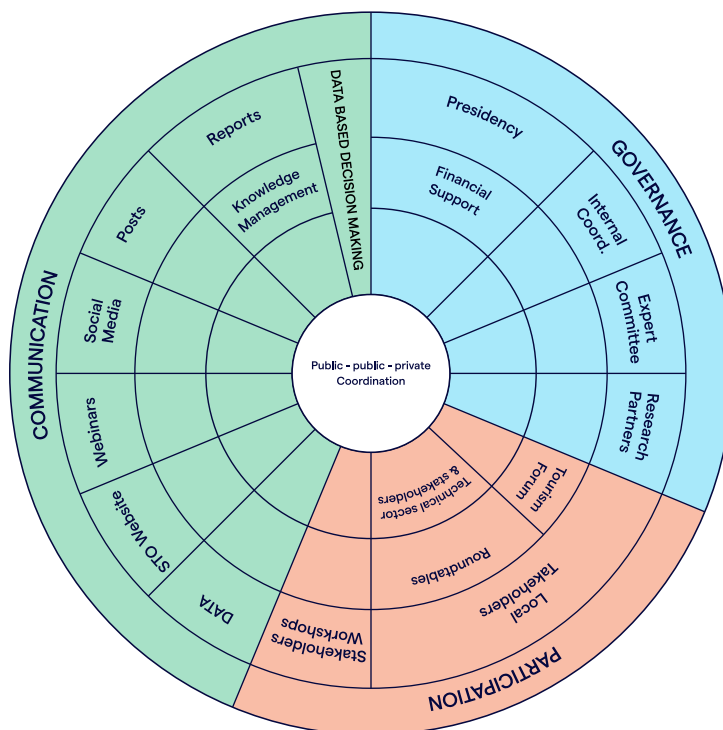 GOVERNANCE
Presidency
Financial
Support
Internal
Coord.
Expert
Committee
Research
Partners
PARTICIPATION
Tourism
Forum
Technical sector
& stakeholders
Roundtables
Local
Takeholders
Stakeholders
Workshops
COMMUNICATION
DATA
STO Website
Webinars
Social
Media
Posts
Reports
Knowledge
Management
DATA BASED DECISION MAKING
Public - public - private
Coordination